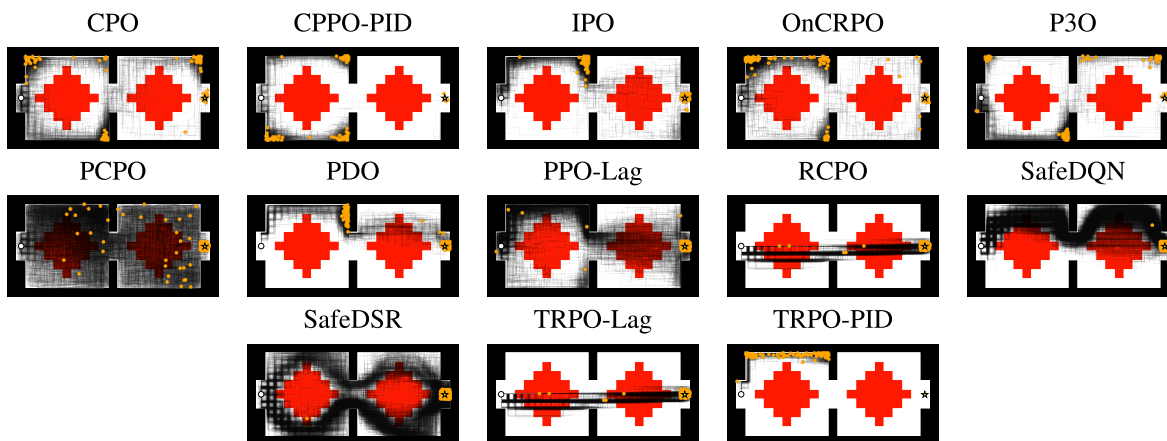 CPO CPPO-PID IPO OnCRPO P3O
PCPO PDO PPO-Lag RCPO SafeDQN
SafeDSR TRPO-Lag TRPO-PID